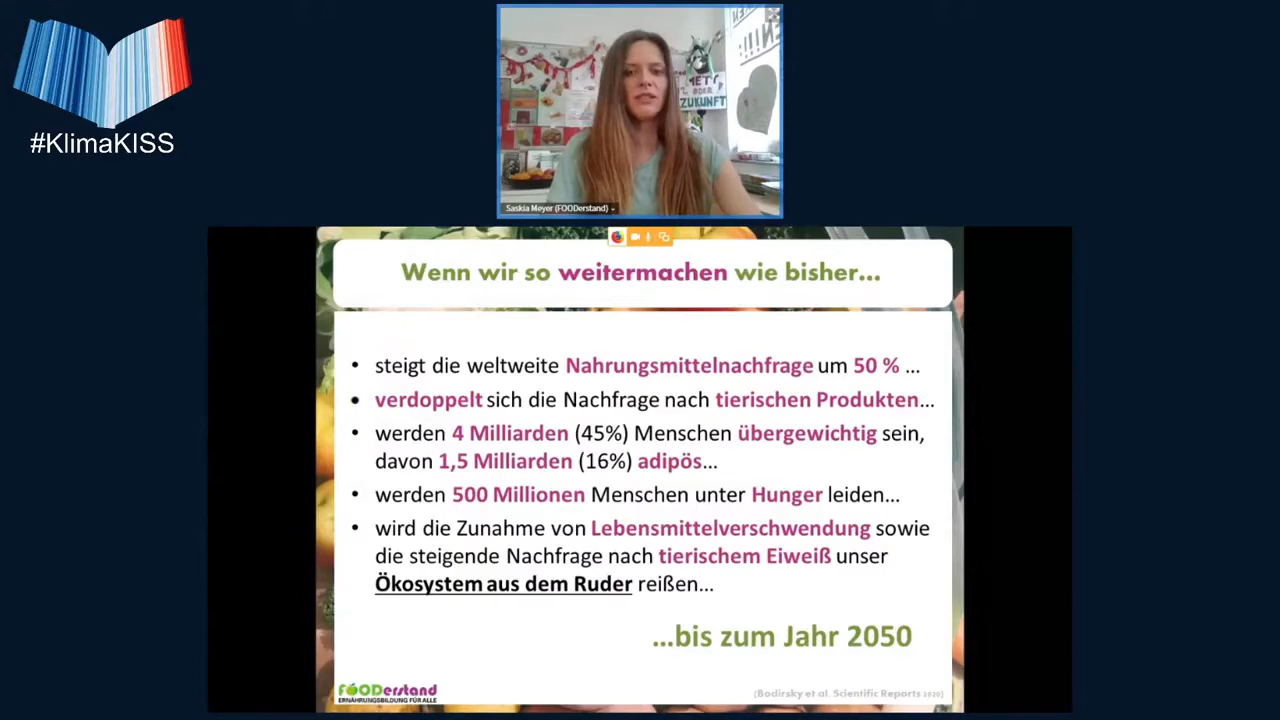 #KlimaKISS
METT
ODER
ZUKUNFT
Saskia Meyer (FOODerstand)
Wenn wir so weitermachen wie bisher...
• steigt die weltweite Nahrungsmittelnachfrage um 50 % ...
• verdoppelt sich die Nachfrage nach tierischen Produkten...
• werden 4 Milliarden (45%) Menschen übergewichtig sein,
davon 1,5 Milliarden (16%) adipös...
• werden 500 Millionen Menschen unter Hunger leiden...
• wird die Zunahme von Lebensmittelverschwendung sowie
die steigende Nachfrage nach tierischem Eiweiß unser
Ökosystem aus dem Ruder reißen...
...bis zum Jahr 2050
FOODerstand
ERNÄHRUNGSBILDUNG FÜR ALLE
(Bodirsky et al. Scientific Reports 2020)